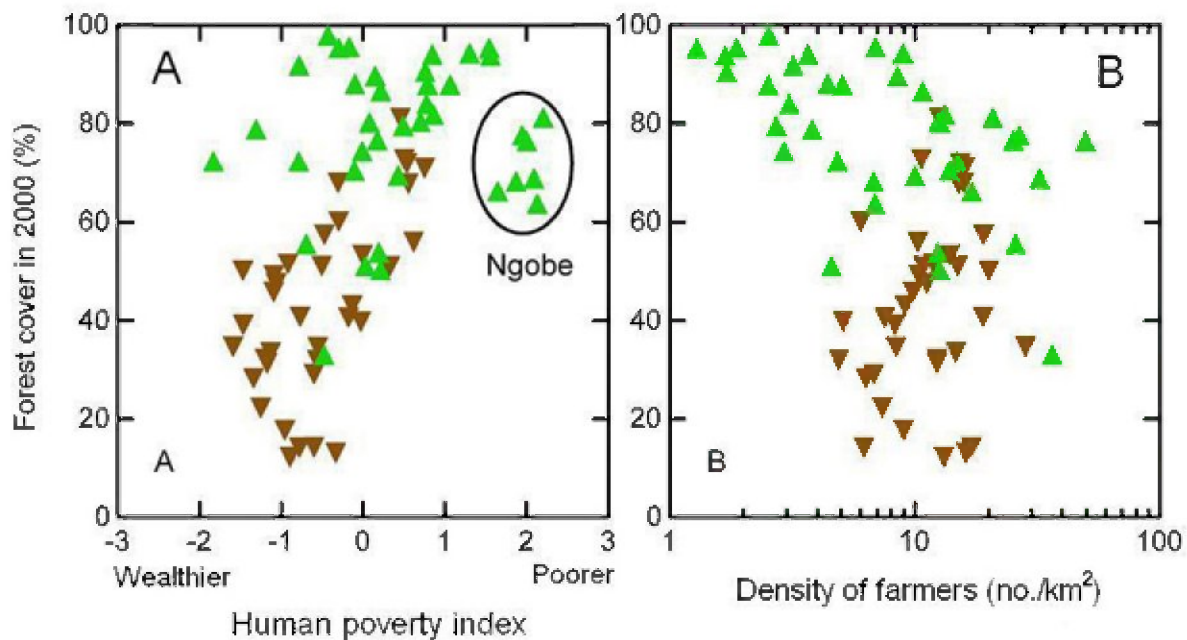 100
80
60
40
20
0
Forest cover in 2000 (%)
A
Ngobe
A
-3 -2 -1 0 1 2 3
Wealthier Poorer
Human poverty index
100
80
60
40
20
0
B
B
1 10 100
Density of farmers (no./km²)